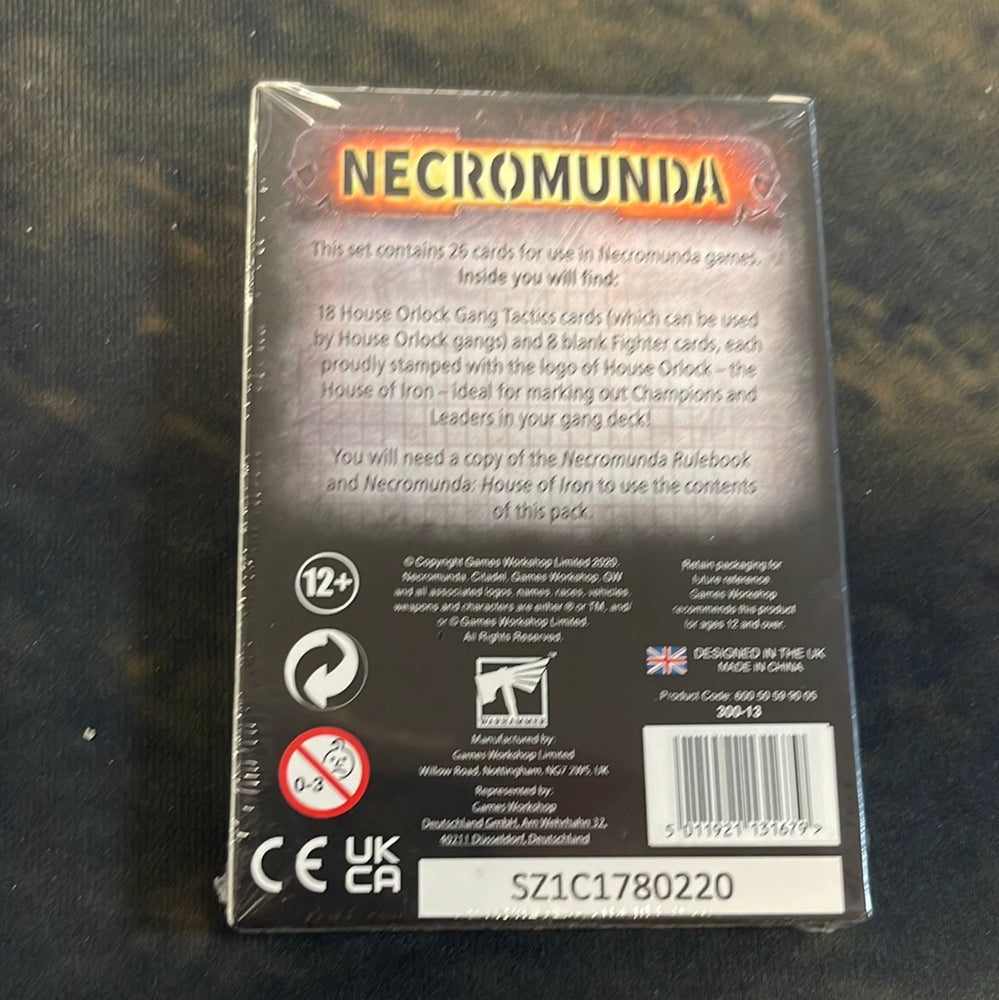 NECROMUNDA
This set contains 26 cards for use in Necromunda games.
Inside you will find:
18 House Orlock Gang Tactics cards (which can be used
by House Orlock gangs) and 8 blank Fighter cards, each
proudly stamped with the logo of House Orlock – the
House of Iron – ideal for marking out Champions and
Leaders in your gang deck!
You will need a copy of the Necromunda Rulebook
and Necromunda: House of Iron to use the contents
of this pack.
12+
© Copyright Games Workshop Limited 2020.
Necromunda, Citadel, Games Workshop, GW
and all associated logos, names, races, vehicles,
weapons and characters are either ® or TM, and/
or © Games Workshop Limited.
All Rights Reserved.
Retain packaging for
future reference
Games Workshop
recommends this product
for ages 12 and over.
DESIGNED IN THE UK
MADE IN CHINA
Product Code: 600 50 59 90 05
300-13
WARHAMMER
0-3
Manufactured by:
Games Workshop Limited
Willow Road, Nottingham, NG7 2WS, UK
Represented by:
Games Workshop
Deutschland GmbH, Am Wehrhahn 32,
40211 Düsseldorf, Deutschland
5 011921 131679 >
CE
UK
CA
SZ1C1780220